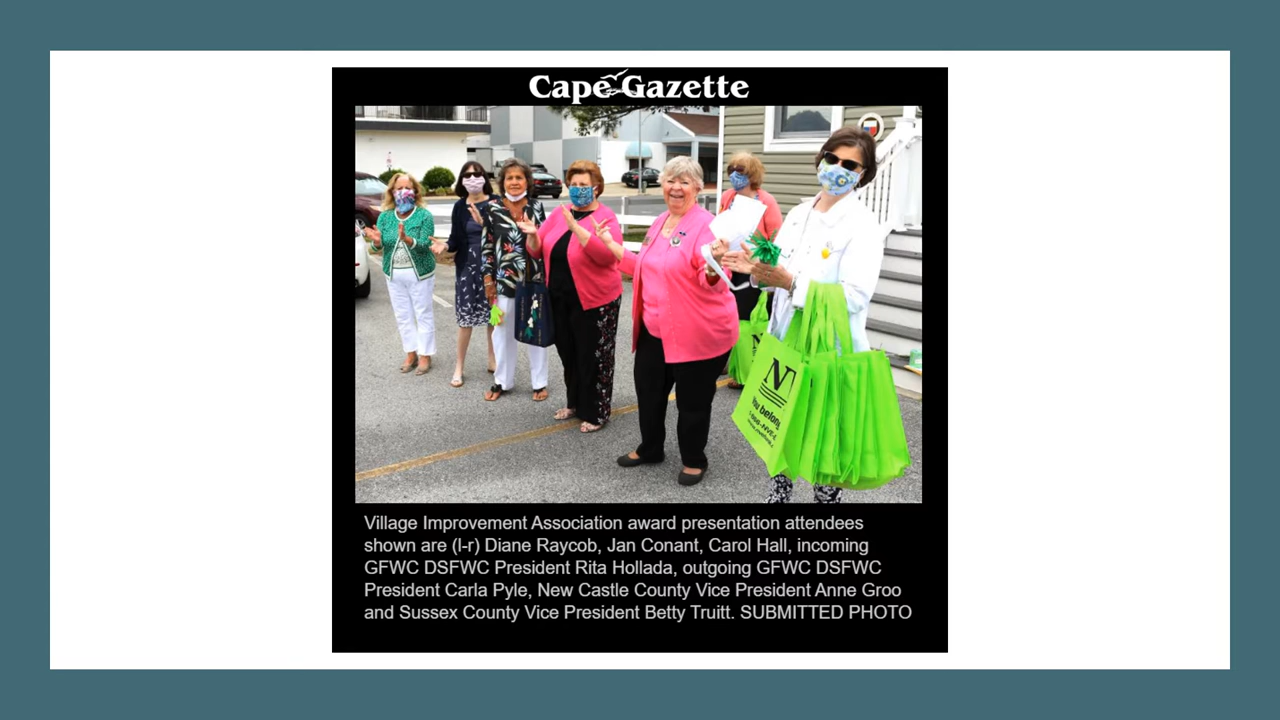 Cape Gazette
N
You belong
Village Improvement Association award presentation attendees
shown are (l-r) Diane Raycob, Jan Conant, Carol Hall, incoming
GFWC DSFWC President Rita Hollada, outgoing GFWC DSFWC
President Carla Pyle, New Castle County Vice President Anne Groo
and Sussex County Vice President Betty Truitt. SUBMITTED PHOTO